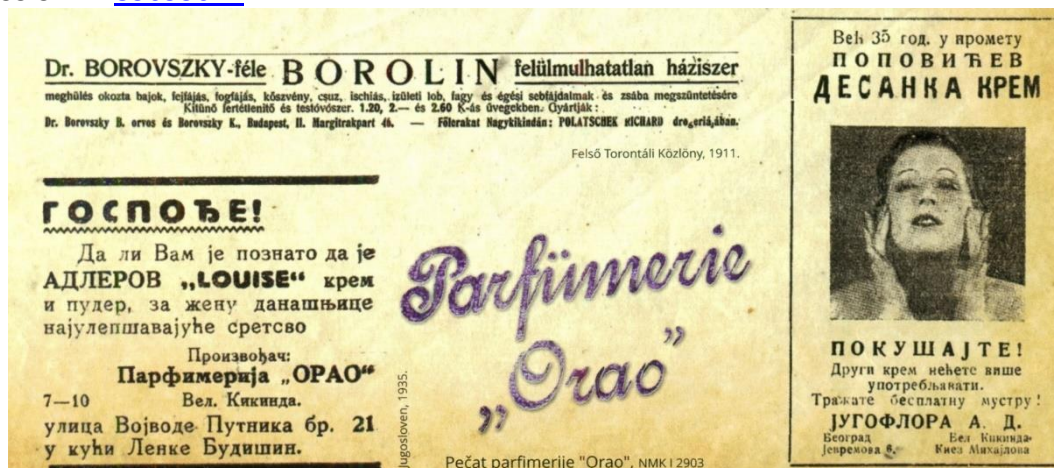 Dr. BOROVSZKY-féle BOROLIN felülmulhatatlan háziszer
meghülés okozta bajok, fejfájás, fogfájás, köszvény, csuz, ischiás, izületi lob, fagy és égési sebfájdalmak és zsába megszüntetésére
Kitünő fertőtlenitő és testővószer. 1.20, 2.— és 2.60 K-ás üvegekben. Gyártják:
Dr. Borovszky B. orvos és Borovszky K., Budapest, II. Margitrakpart 46. — Főlerakat Nagykikindán: POLATSCHEK RICHARD drogériájában.
Felső Torontáli Közlöny, 1911.
ГОСПОЂЕ!
Да ли Вам је познато да је
АДЛЕРОВ „LOUISE“ крем
и пудер, за жену данашњице
најулепшавајуће сретсво
Произвођач:
Парфимерија „ОРАО“
7—10 Вел. Кикинда.
улица Војводе Путника бр. 21
у кући Ленке Будишин.
Jugosloven, 1935.
Parfümerie
„Orao”
Pečat parfimerije "Orao", NMK I 2903
Већ 35 год. у промету
ПОПОВИЋЕВ
ДЕСАНКА КРЕМ
ПОКУШАЈТЕ!
Други крем нећете више
употребљавати.
Тражите бесплатну мустру!
ЈУГОФЛОРА А. Д.
Београд Вел Кикинда
Јевремова 6. Кнеза Михајлова